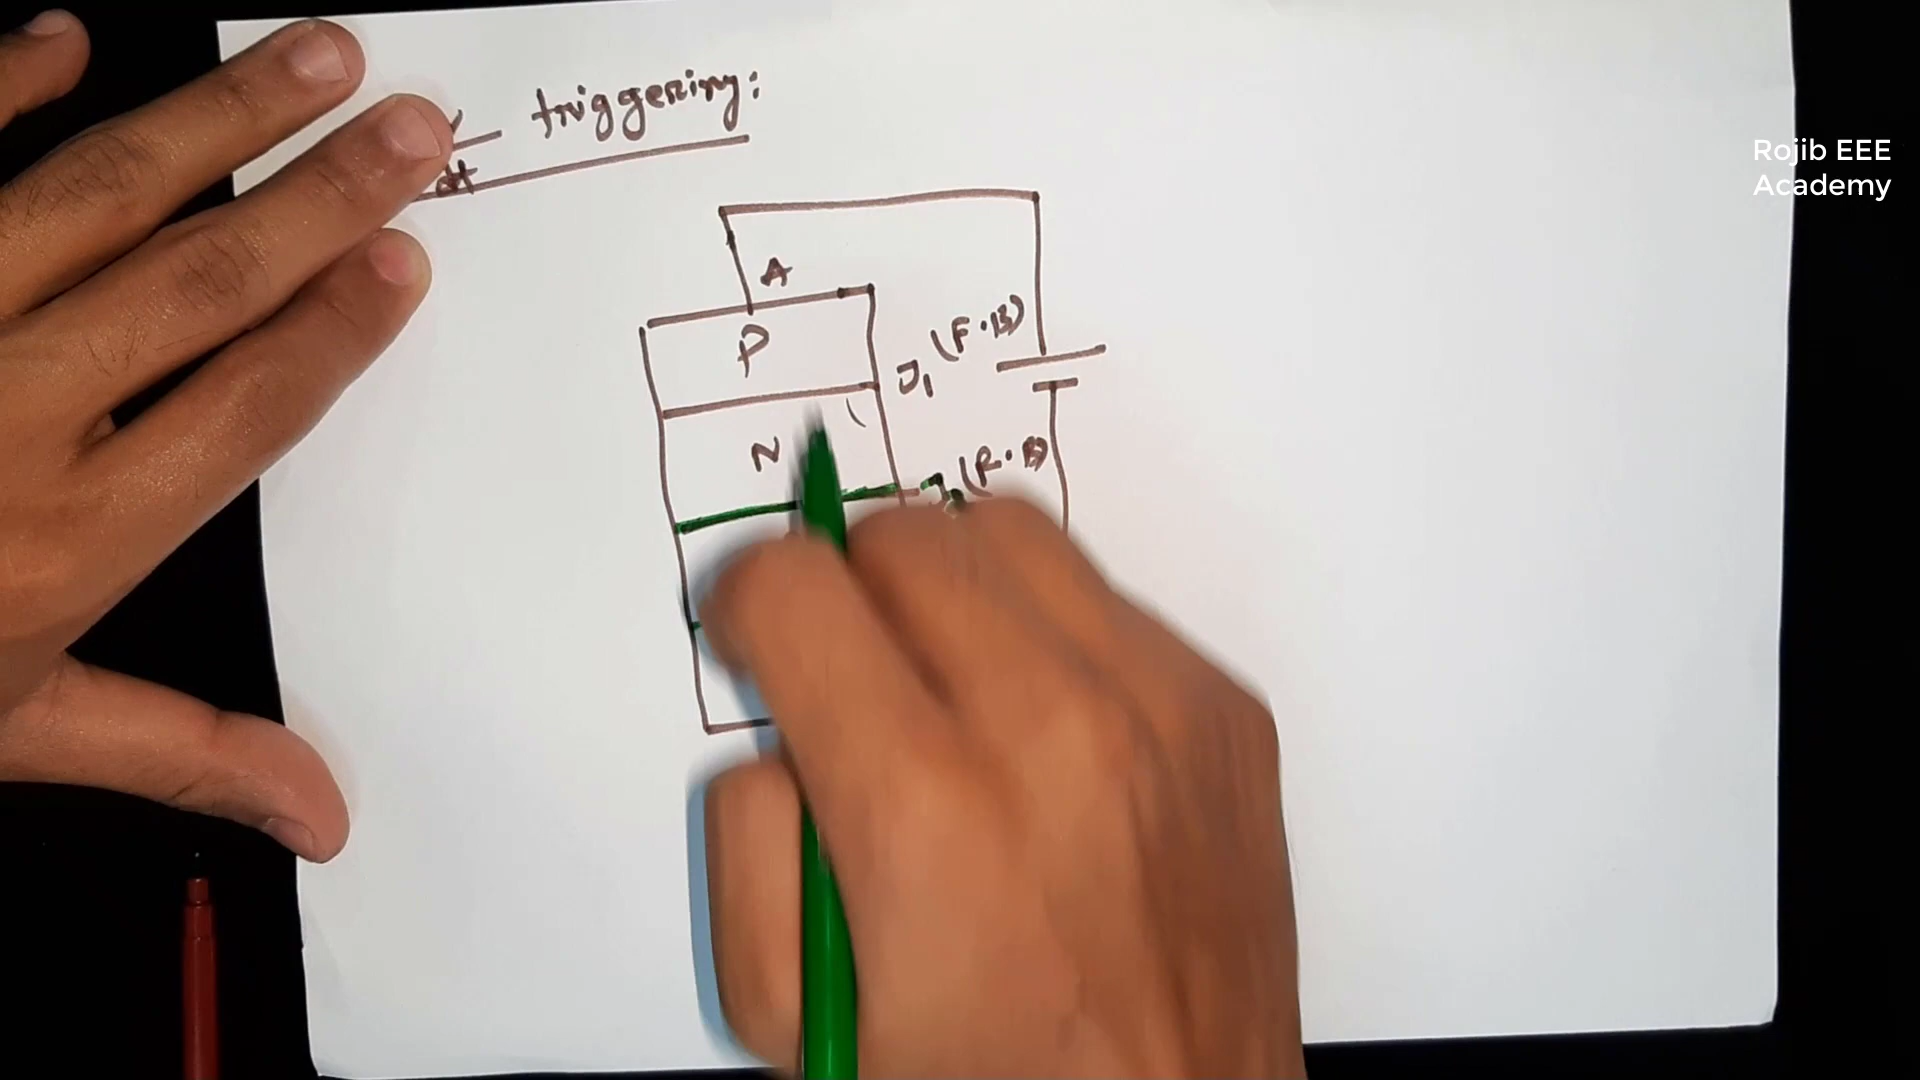 dt triggering:
Rojib EEE
Academy
A
P
J1 (F.B)
N
(R.B)